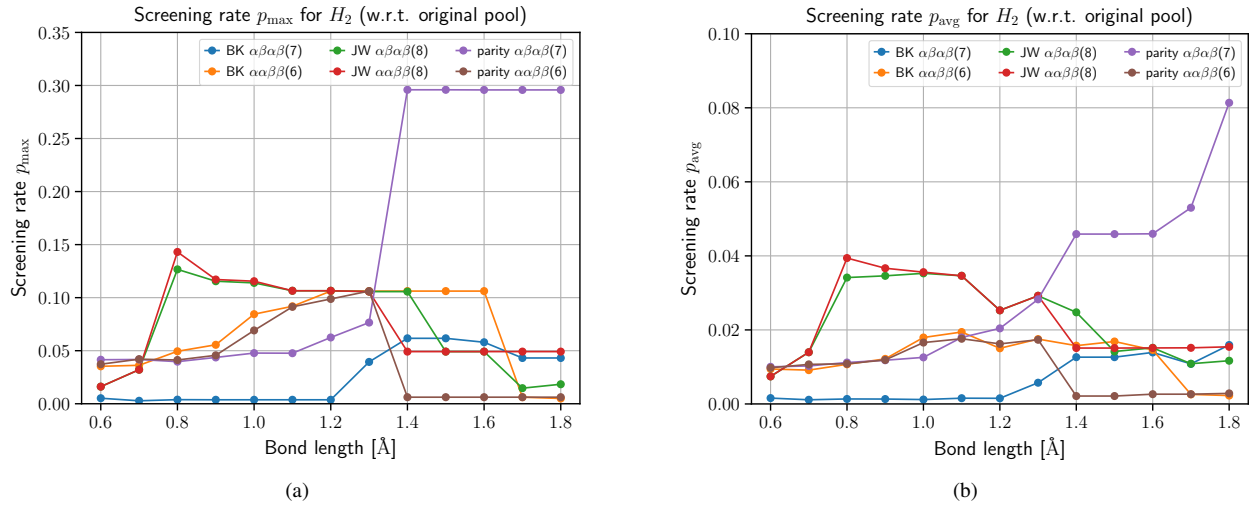 Screening rate p_max for H_2 (w.r.t. original pool)
BK αβαβ(7)
BK ααββ(6)
JW αβαβ(8)
JW ααββ(8)
parity αβαβ(7)
parity ααββ(6)
Screening rate p_max
0.35
0.30
0.25
0.20
0.15
0.10
0.05
0.00
0.6 0.8 1.0 1.2 1.4 1.6 1.8
Bond length [Å]
(a)
Screening rate p_avg for H_2 (w.r.t. original pool)
BK αβαβ(7)
BK ααββ(6)
JW αβαβ(8)
JW ααββ(8)
parity αβαβ(7)
parity ααββ(6)
Screening rate p_avg
0.10
0.08
0.06
0.04
0.02
0.00
0.6 0.8 1.0 1.2 1.4 1.6 1.8
Bond length [Å]
(b)